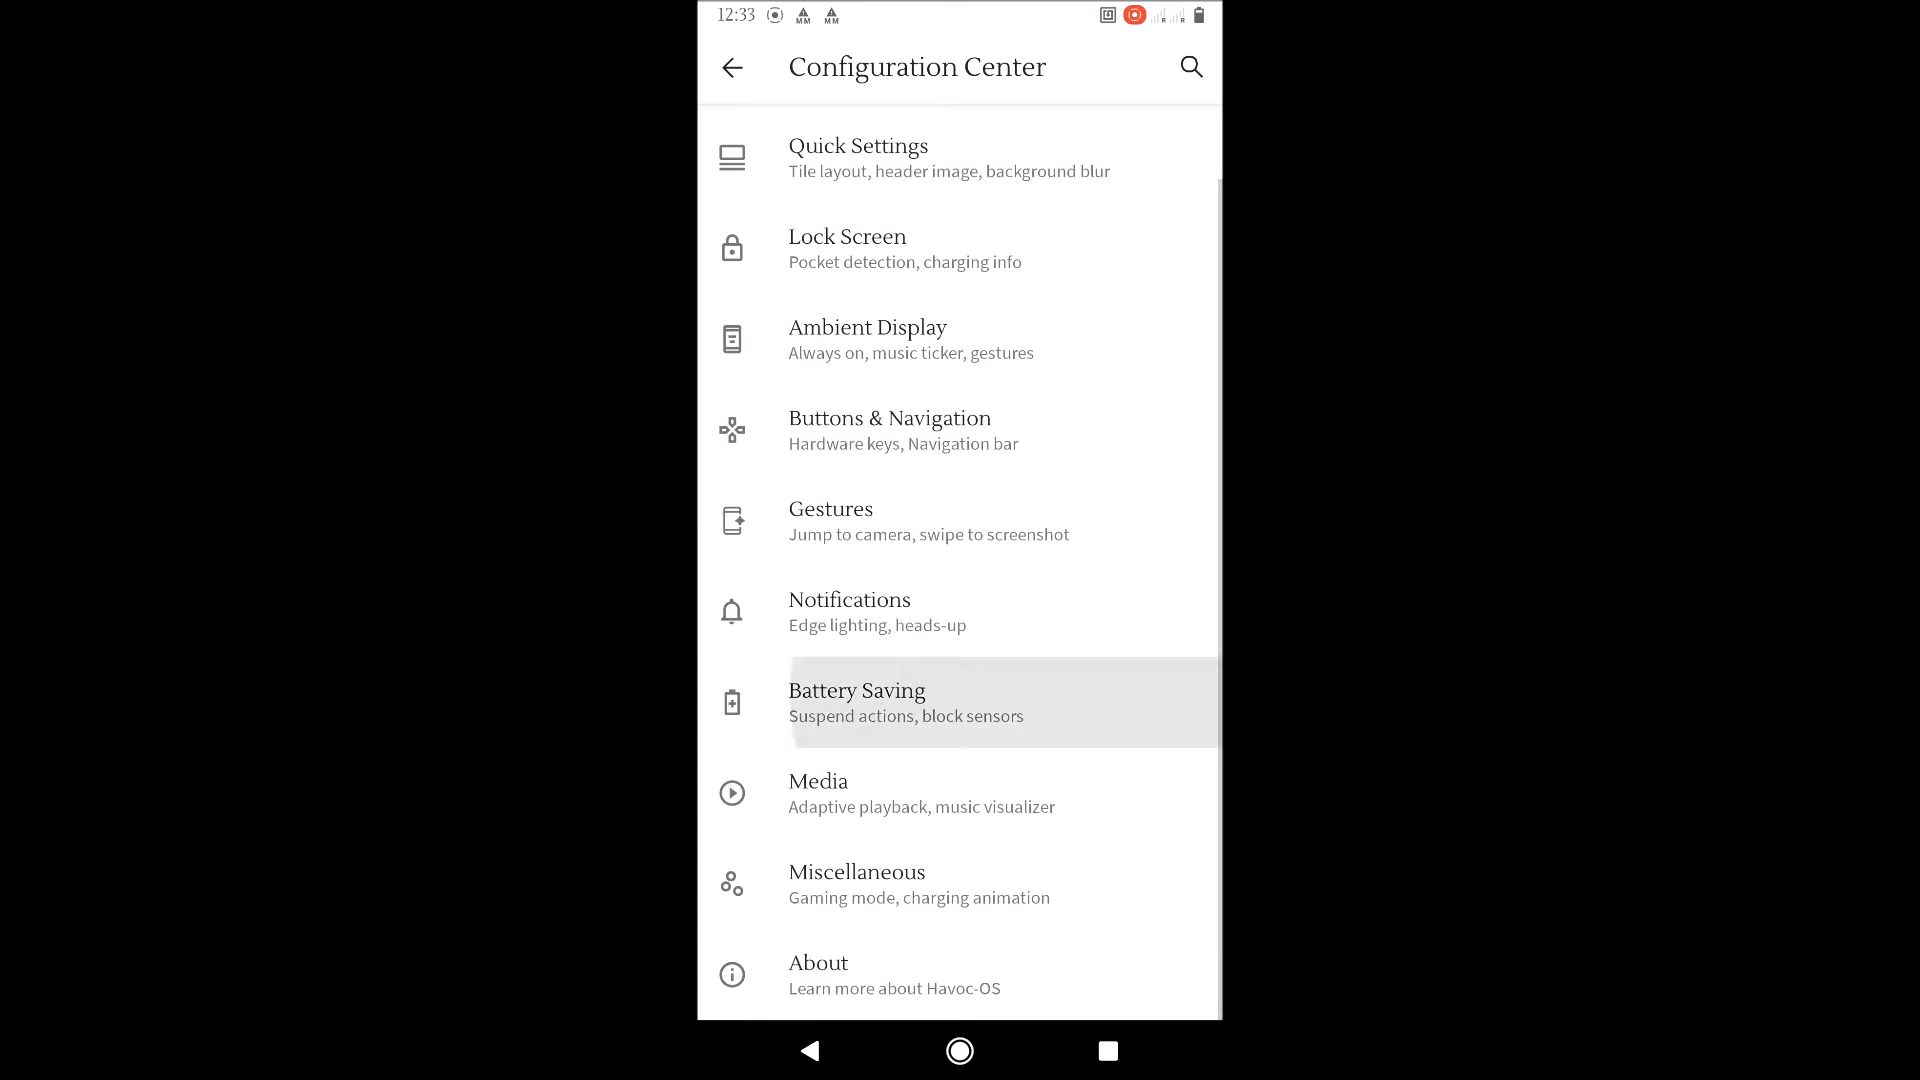 12:33
Configuration Center
Quick Settings
Tile layout, header image, background blur
Lock Screen
Pocket detection, charging info
Ambient Display
Always on, music ticker, gestures
Buttons & Navigation
Hardware keys, Navigation bar
Gestures
Jump to camera, swipe to screenshot
Notifications
Edge lighting, heads-up
Battery Saving
Suspend actions, block sensors
Media
Adaptive playback, music visualizer
Miscellaneous
Gaming mode, charging animation
About
Learn more about Havoc-OS